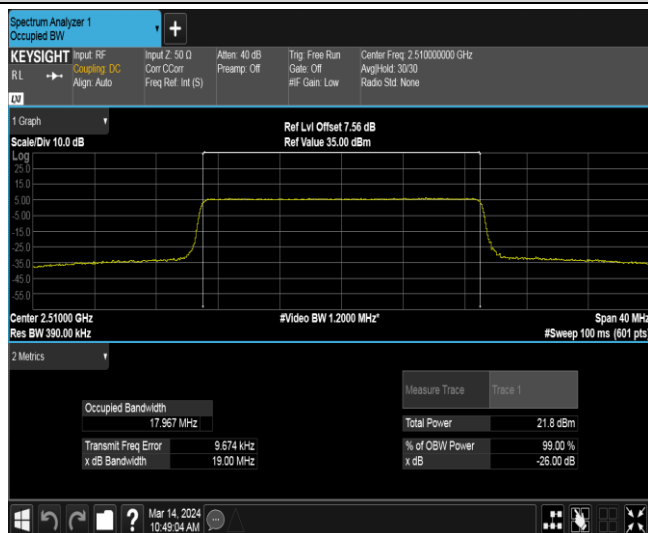 Spectrum Analyzer 1
Occupied BW
KEYSIGHT
RL
LXI
Input: RF
Coupling: DC
Align: Auto
Input Z: 50 Ω
Corr CCorr
Freq Ref: Int (S)
Atten: 40 dB
Preamp: Off
Trig: Free Run
Gate: Off
#IF Gain: Low
Center Freq: 2.510000000 GHz
Avg|Hold: 30/30
Radio Std: None
1 Graph
Scale/Div 10.0 dB
Ref Lvl Offset 7.56 dB
Ref Value 35.00 dBm
Log
25.0
15.0
5.00
-5.00
-15.0
-25.0
-35.0
-45.0
-55.0
Center 2.51000 GHz
Res BW 390.00 kHz
#Video BW 1.2000 MHz*
Span 40 MHz
#Sweep 100 ms (601 pts)
2 Metrics
Measure Trace Trace 1
Occupied Bandwidth
17.967 MHz
Total Power 21.8 dBm
Transmit Freq Error 9.674 kHz
% of OBW Power 99.00 %
x dB Bandwidth 19.00 MHz
x dB -26.00 dB
?
Mar 14, 2024
10:49:04 AM